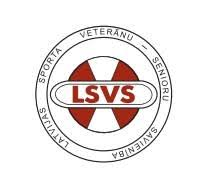 LATVIJAS SPORTA VETERĀNU – SENIORU SAVIENĪBA
LSVS